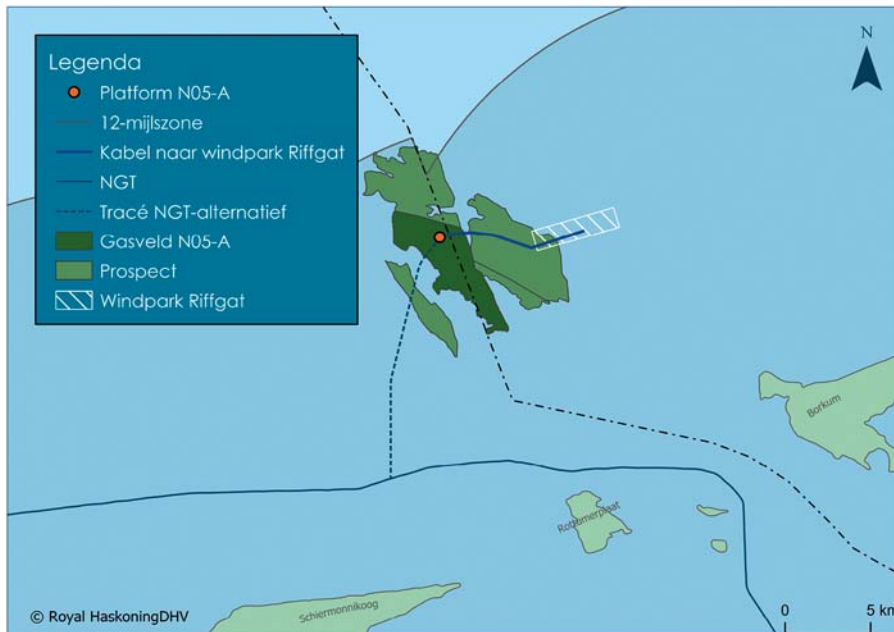 Legenda
Platform N05-A
12-mijlszone
Kabel naar windpark Riffgat
NGT
Tracé NGT-alternatief
Gasveld N05-A
Prospect
Windpark Riffgat
N
Borkum
Rottumerplaat
Schiermonnikoog
© Royal HaskoningDHV
0 5 km